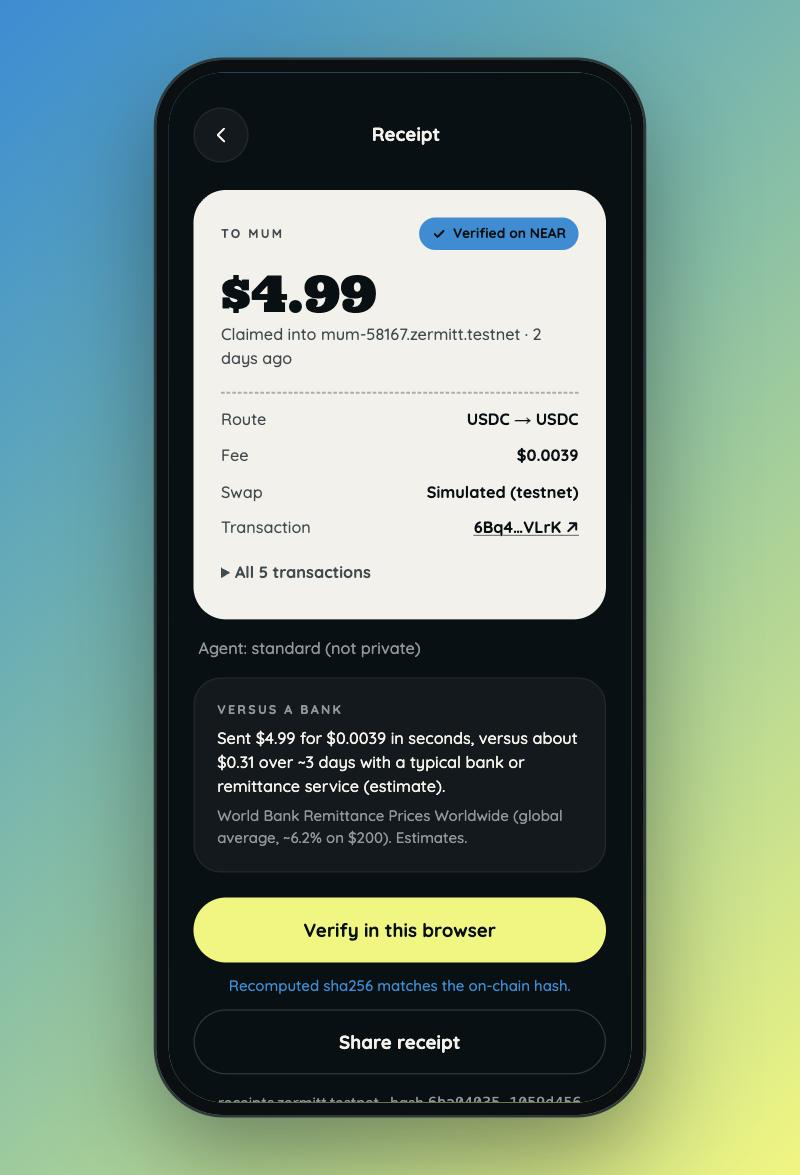 Receipt
TO MUM
✓ Verified on NEAR
$4.99
Claimed into mum-58167.zermitt.testnet · 2
days ago
Route USDC → USDC
Fee $0.0039
Swap Simulated (testnet)
Transaction 6Bq4…VLrK ↗
▶ All 5 transactions
Agent: standard (not private)
VERSUS A BANK
Sent $4.99 for $0.0039 in seconds, versus about
$0.31 over ~3 days with a typical bank or
remittance service (estimate).
World Bank Remittance Prices Worldwide (global
average, ~6.2% on $200). Estimates.
Verify in this browser
Recomputed sha256 matches the on-chain hash.
Share receipt
receipts.zermitt.testnet · hash